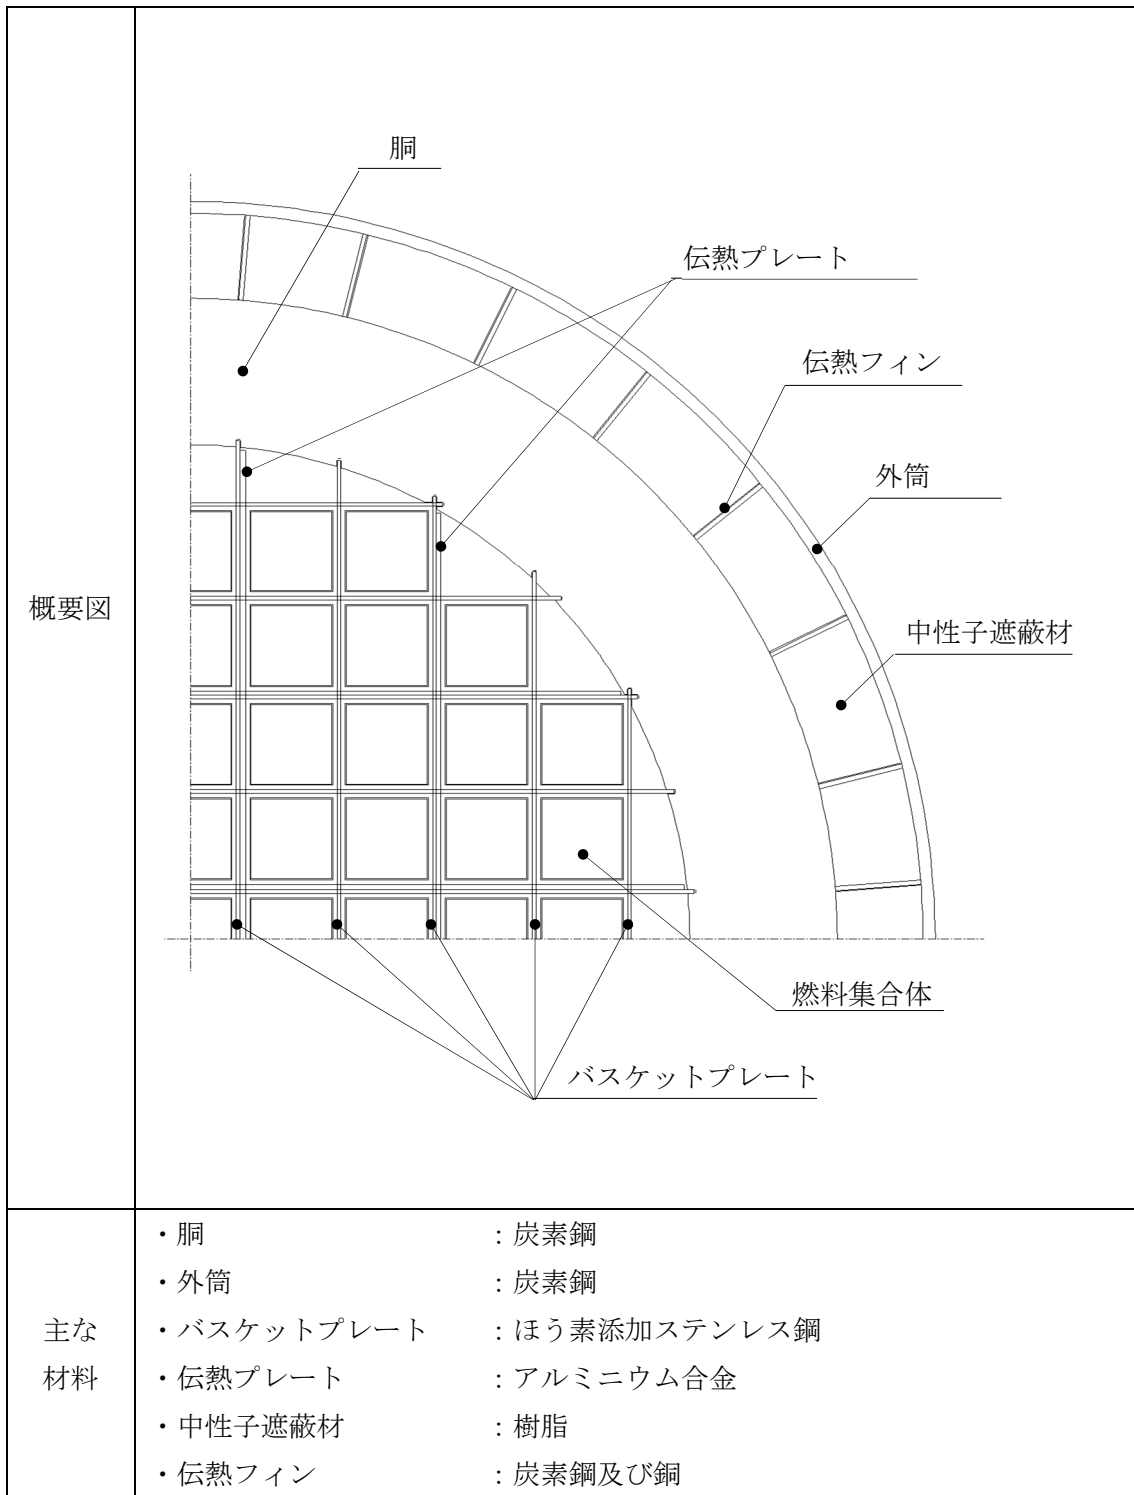 胴
伝熱プレート
伝熱フィン
外筒
中性子遮蔽材
概要図
燃料集合体
バスケットプレート
主な
材料
・胴 : 炭素鋼
・外筒 : 炭素鋼
・バスケットプレート : ほう素添加ステンレス鋼
・伝熱プレート : アルミニウム合金
・中性子遮蔽材 : 樹脂
・伝熱フィン : 炭素鋼及び銅